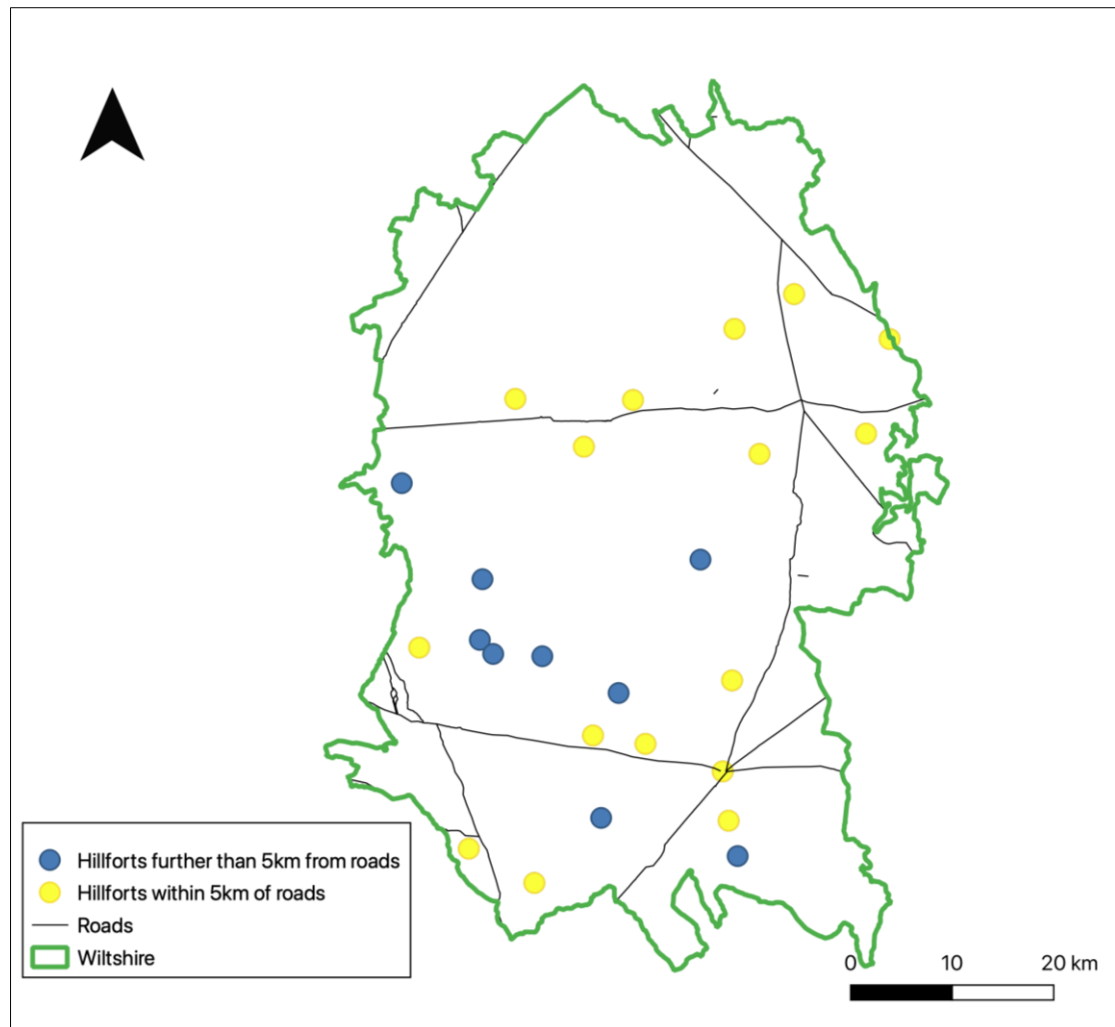 Hillforts further than 5km from roads
Hillforts within 5km of roads
Roads
Wiltshire
0 10 20 km